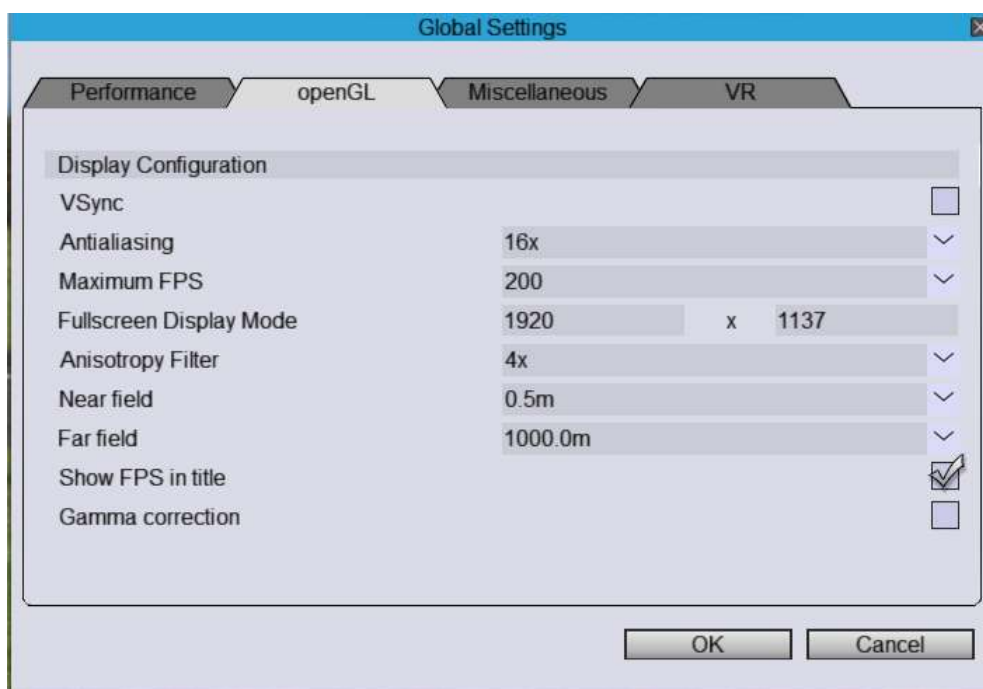 Global Settings
Performance openGL Miscellaneous VR
Display Configuration
VSync
Antialiasing 16x
Maximum FPS 200
Fullscreen Display Mode 1920 x 1137
Anisotropy Filter 4x
Near field 0.5m
Far field 1000.0m
Show FPS in title
Gamma correction
OK Cancel